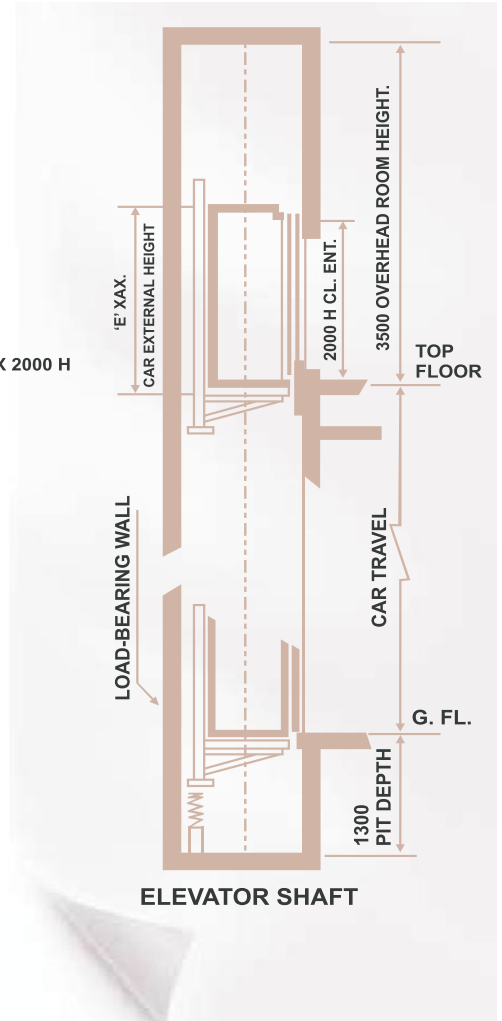 'E' XAX.
CAR EXTERNAL HEIGHT
2000 H CL. ENT.
3500 OVERHEAD ROOM HEIGHT.
TOP
FLOOR
X 2000 H
LOAD-BEARING WALL
CAR TRAVEL
G. FL.
1300
PIT DEPTH
ELEVATOR SHAFT